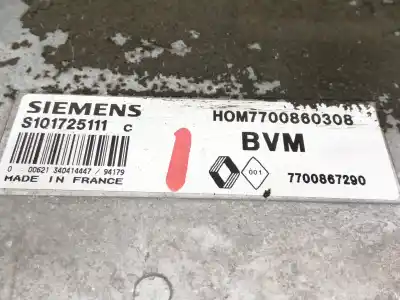 SIEMENS
S101725111 C
0 00621 340414447 / 94179
MADE IN FRANCE
HOM7700860308
BVM
001
7700867290